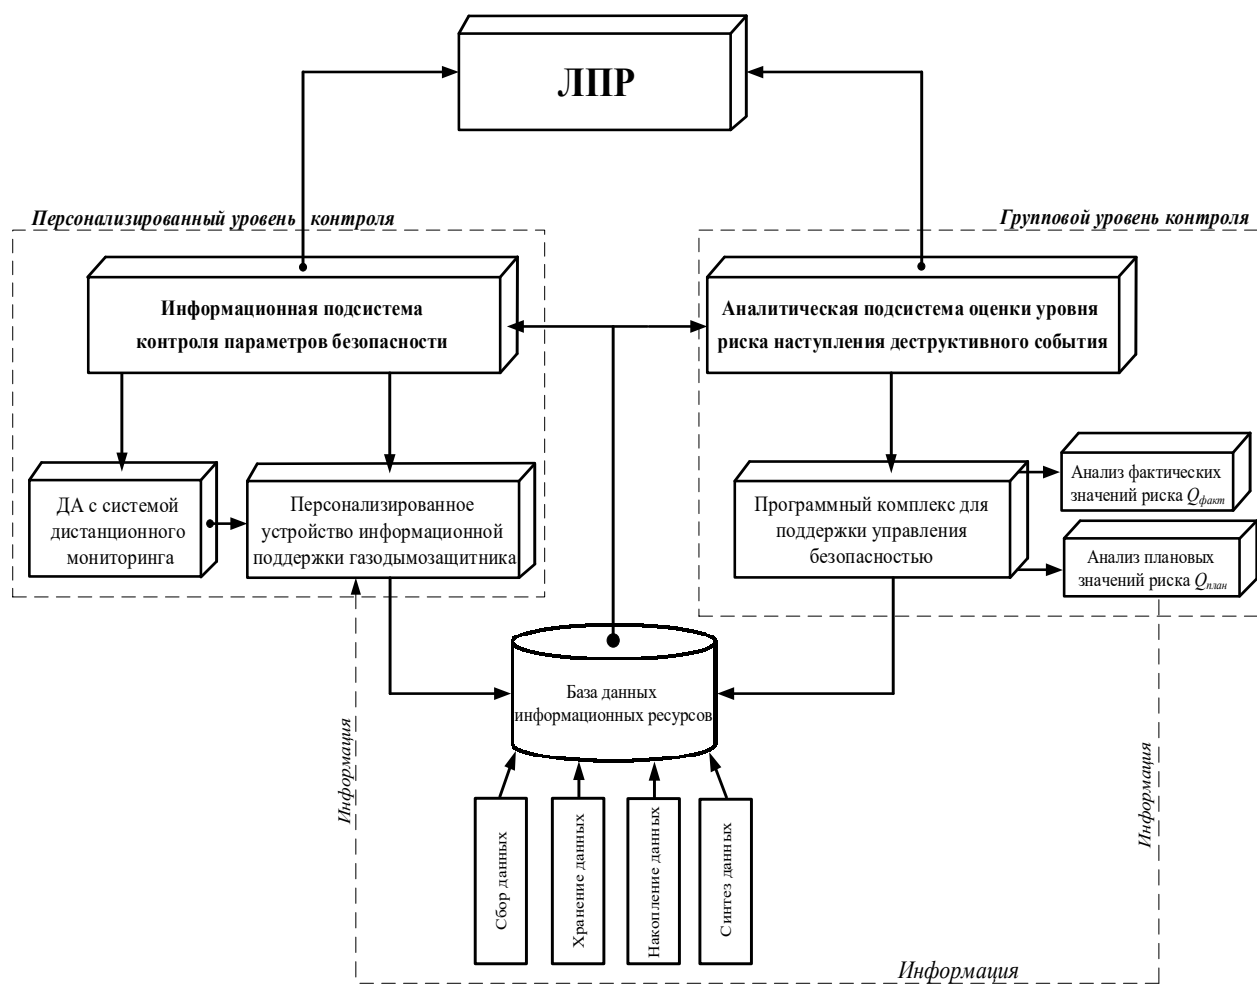 ЛПР
Персонализированный уровень контроля
Групповой уровень контроля
Информационная подсистема
контроля параметров безопасности
Аналитическая подсистема оценки уровня
риска наступления деструктивного события
ДА с системой
дистанционного
мониторинга
Персонализированное
устройство информационной
поддержки газодымозащитника
Программный комплекс для
поддержки управления
безопасностью
Анализ фактических
значений риска Qфакт
Анализ плановых
значений риска Qплан
База данных
информационных ресурсов
Информация
Информация
Сбор данных
Хранение данных
Накопление данных
Синтез данных
Информация